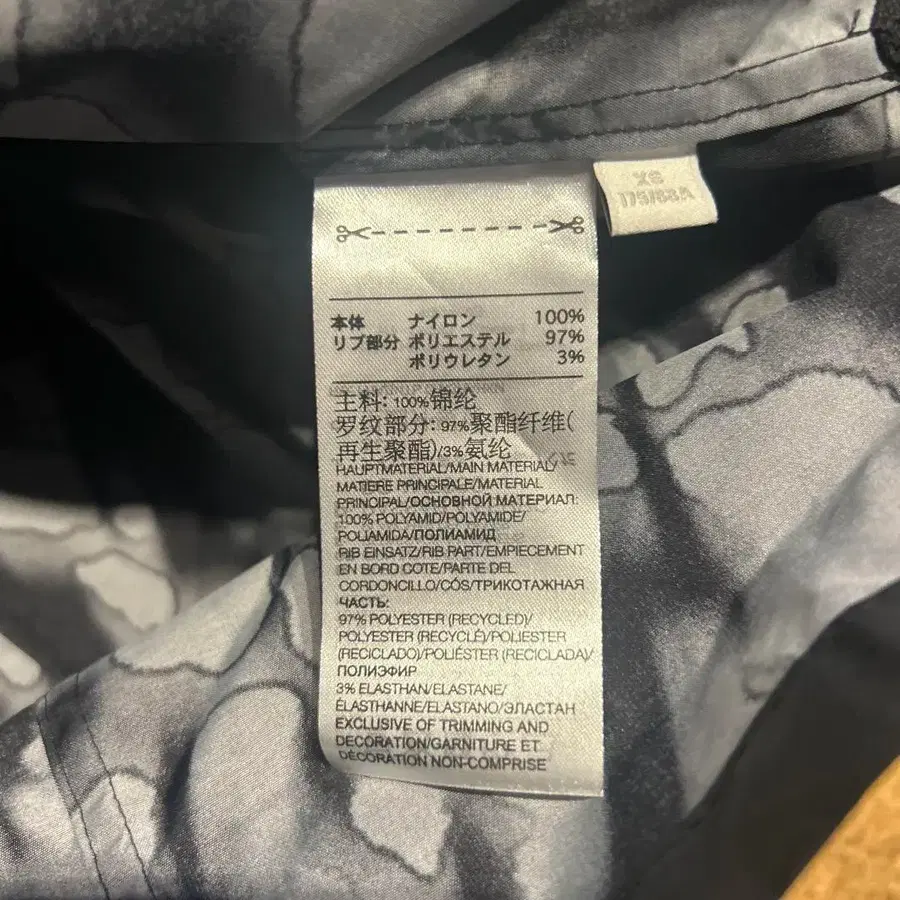 XS
175/88A
本体 ナイロン 100%
リブ部分 ポリエステル 97%
ポリウレタン 3%
主料: 100%锦纶
罗纹部分: 97%聚酯纤维(
再生聚酯)/3%氨纶
HAUPTMATERIAL/MAIN MATERIAL/
MATIERE PRINCIPALE/MATERIAL
PRINCIPAL/ОСНОВНОЙ МАТЕРИАЛ:
100% POLYAMID/POLYAMIDE/
POLIAMIDA/ПОЛИАМИД
RIB EINSATZ/RIB PART/EMPIECEMENT
EN BORD COTE/PARTE DEL
CORDONCILLO/CÓS/ТРИКОТАЖНАЯ
ЧАСТЬ:
97% POLYESTER (RECYCLED)/
POLYESTER (RECYCLÉ)/POLIESTER
(RECICLADO)/POLIÉSTER (RECICLADA)/
ПОЛИЭФИР
3% ELASTHAN/ELASTANE/
ÉLASTHANNE/ELASTANO/ЭЛАСТАН
EXCLUSIVE OF TRIMMING AND
DECORATION/GARNITURE ET
DÉCORATION NON-COMPRISE